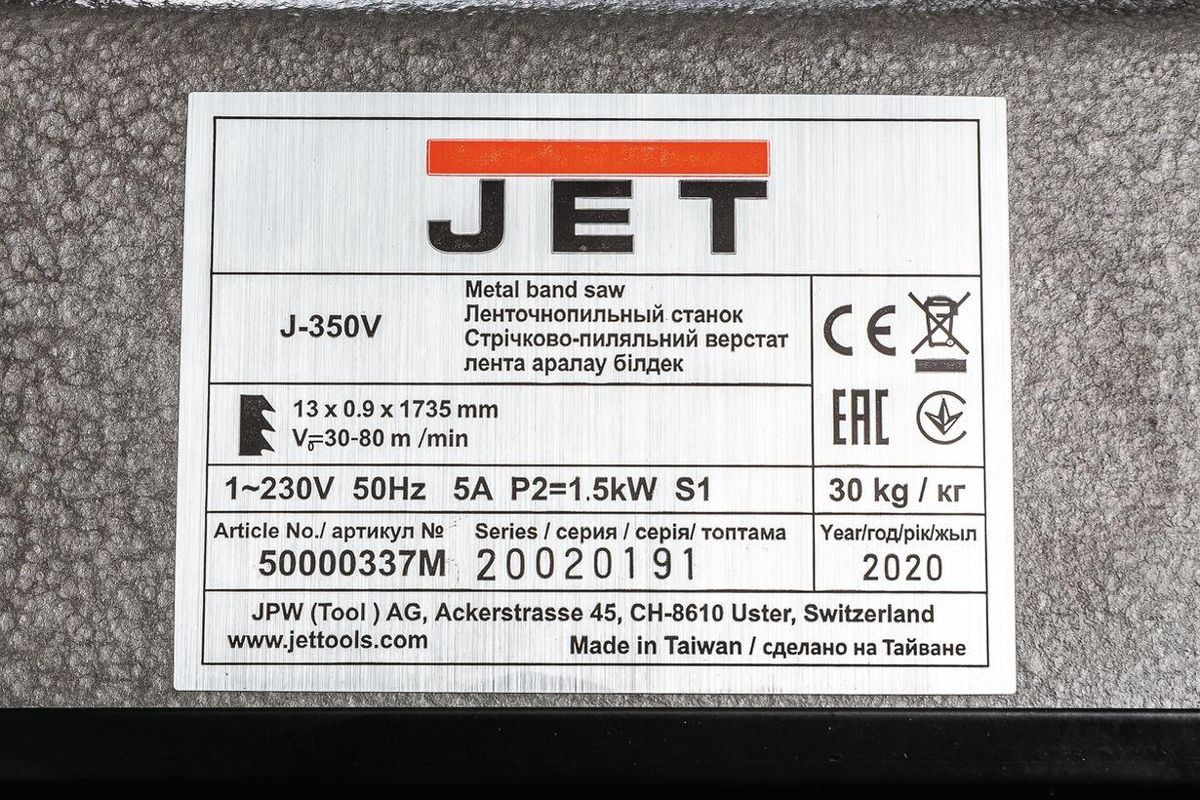 JET
J-350V
Metal band saw
Ленточнопильный станок
Стрічково-пиляльний верстат
лента аралау білдек
CE
EAC
13 x 0.9 x 1735 mm
V=30-80 m /min
1~230V 50Hz 5A P2=1.5kW S1
30 kg / кг
Article No./ артикул №
50000337M
Series / серия / серія/ топтама
20020191
Year/год/рік/жыл
2020
JPW (Tool ) AG, Ackerstrasse 45, CH-8610 Uster, Switzerland
www.jettools.com
Made in Taiwan / сделано на Тайване